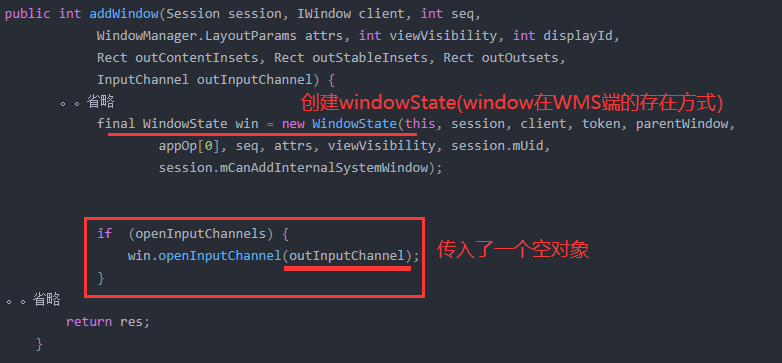 public int addWindow(Session session, IWindow client, int seq,
WindowManager.LayoutParams attrs, int viewVisibility, int displayId,
Rect outContentInsets, Rect outStableInsets, Rect outOutsets,
InputChannel outInputChannel) {
。。省略
创建windowState(window在WMS端的存在方式)
final WindowState win = new WindowState(this, session, client, token, parentWindow,
appOp[0], seq, attrs, viewVisibility, session.mUid,
session.mCanAddInternalSystemWindow);
if (openInputChannels) {
win.openInputChannel(outInputChannel);
传入了一个空对象
}
。。省略
return res;
}